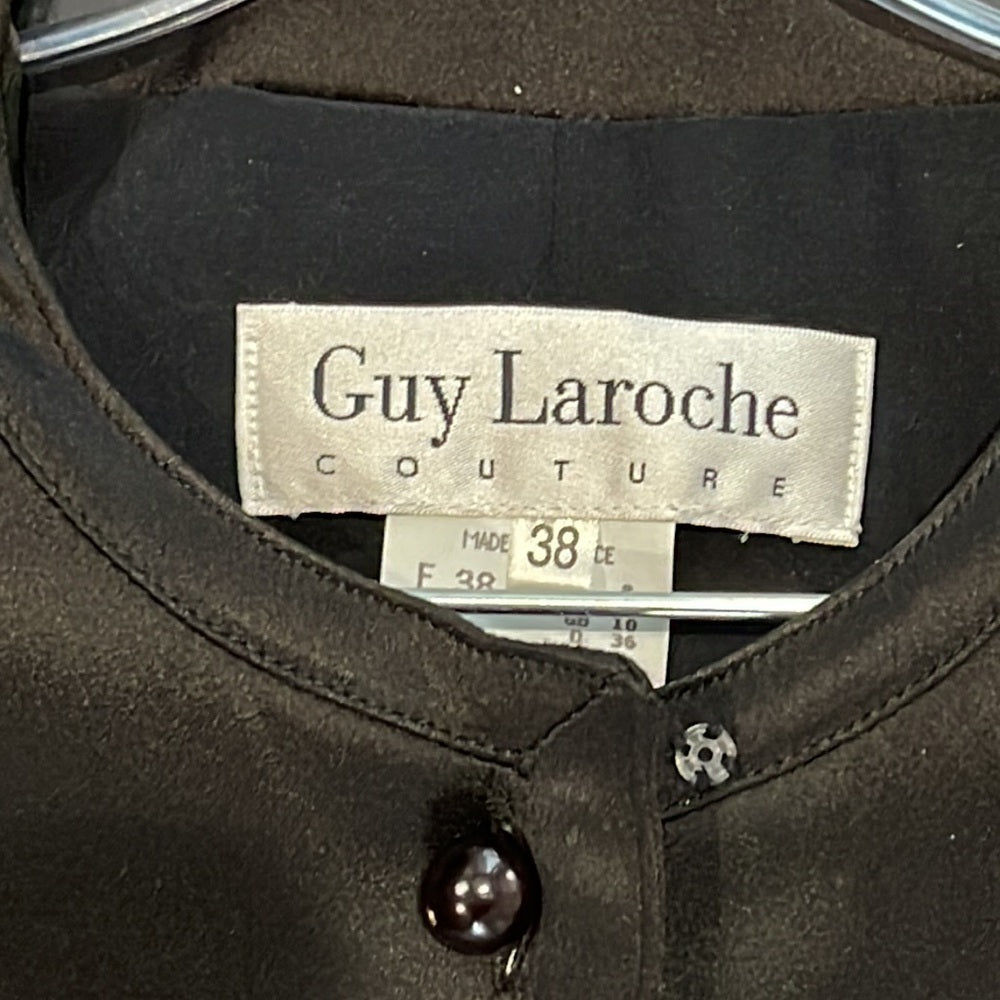 Guy Laroche
COUTURE
MADE 38 CE
F 38
GB 10
D 36